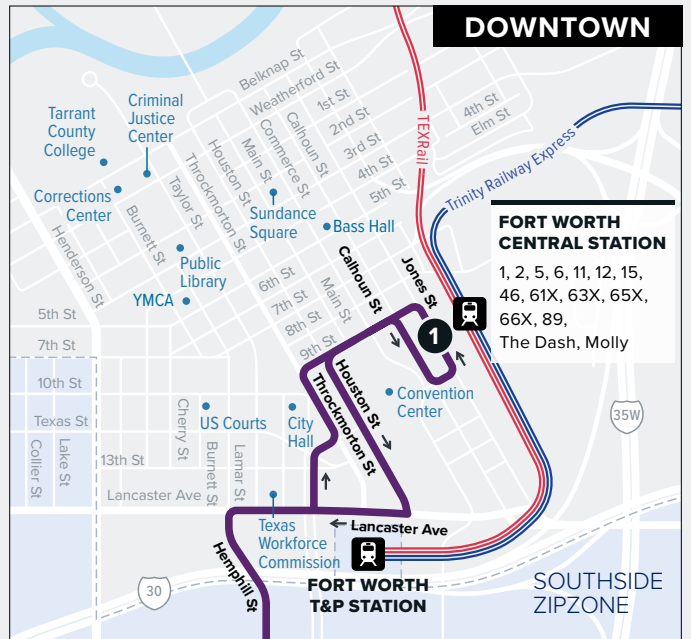 DOWNTOWN
Belknap St
Weatherford St
1st St
2nd St
3rd St
4th St
5th St
4th St
Elm St
TEXRail
Trinity Railway Express
Tarrant
County
College
Criminal
Justice
Center
Corrections
Center
Houston St
Main St
Commerce St
Calhoun St
Throckmorton St
Taylor St
Burnett St
Henderson St
Sundance
Square
Bass Hall
Public
Library
YMCA
FORT WORTH
CENTRAL STATION
1, 2, 5, 6, 11, 12, 15,
46, 61X, 63X, 65X,
66X, 89,
The Dash, Molly
Calhoun St
Jones St
Main St
6th St
7th St
8th St
9th St
1
5th St
7th St
10th St
Texas St
13th St
Lancaster Ave
Collier St
Lake St
Cherry St
Burnett St
Lamar St
US Courts
City
Hall
Convention
Center
Houston St
Throckmorton St
35W
Lancaster Ave
Texas
Workforce
Commission
Hemphill St
FORT WORTH
T&P STATION
30
SOUTHSIDE
ZIPZONE